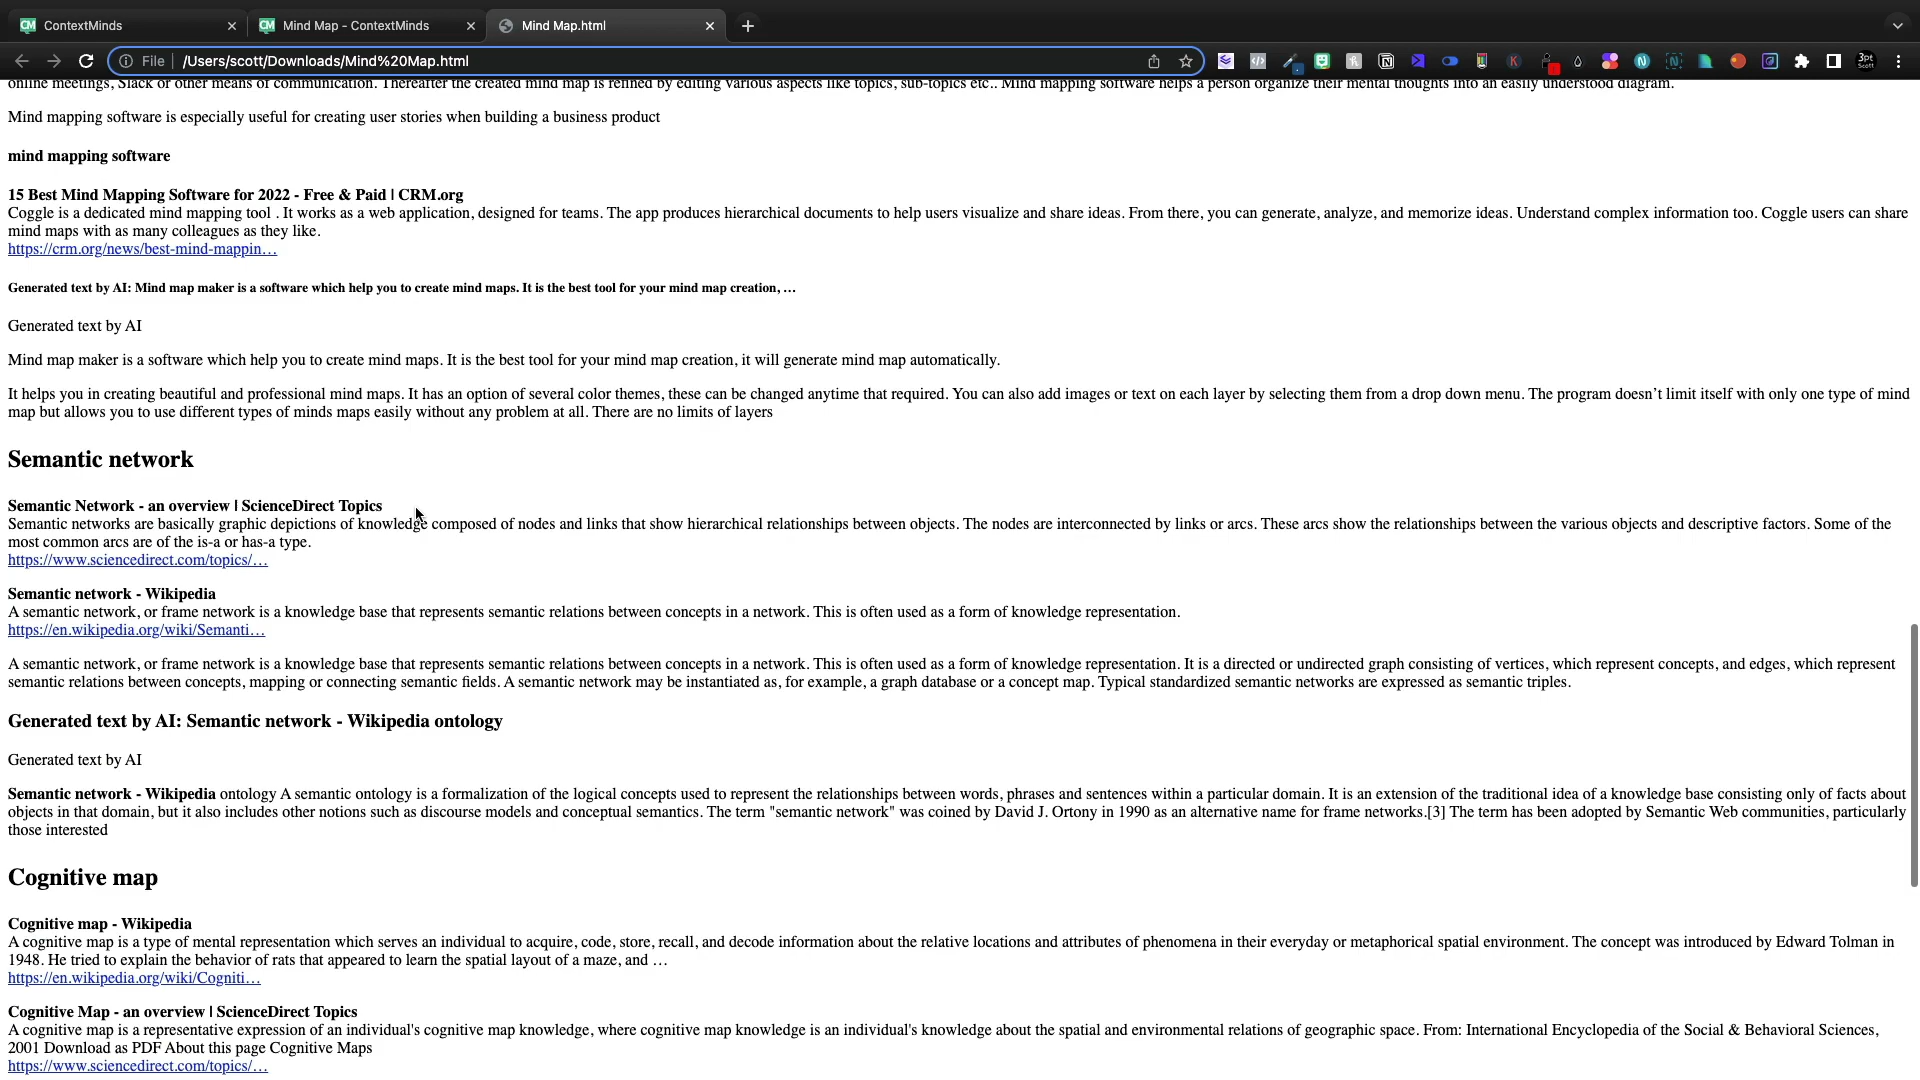 ContextMinds
Mind Map - ContextMinds
Mind Map.html
File
/Users/scott/Downloads/Mind%20Map.html
online meetings, Slack or other means of communication. Thereafter the created mind map is refined by editing various aspects like topics, sub-topics etc.. Mind mapping software helps a person organize their mental thoughts into an easily understood diagram.
Mind mapping software is especially useful for creating user stories when building a business product
mind mapping software
15 Best Mind Mapping Software for 2022 - Free & Paid | CRM.org
Coggle is a dedicated mind mapping tool . It works as a web application, designed for teams. The app produces hierarchical documents to help users visualize and share ideas. From there, you can generate, analyze, and memorize ideas. Understand complex information too. Coggle users can share
mind maps with as many colleagues as they like.
https://crm.org/news/best-mind-mappin…
Generated text by AI: Mind map maker is a software which help you to create mind maps. It is the best tool for your mind map creation, …
Generated text by AI
Mind map maker is a software which help you to create mind maps. It is the best tool for your mind map creation, it will generate mind map automatically.
It helps you in creating beautiful and professional mind maps. It has an option of several color themes, these can be changed anytime that required. You can also add images or text on each layer by selecting them from a drop down menu. The program doesn’t limit itself with only one type of mind
map but allows you to use different types of minds maps easily without any problem at all. There are no limits of layers
Semantic network
Semantic Network - an overview | ScienceDirect Topics
Semantic networks are basically graphic depictions of knowledge composed of nodes and links that show hierarchical relationships between objects. The nodes are interconnected by links or arcs. These arcs show the relationships between the various objects and descriptive factors. Some of the
most common arcs are of the is-a or has-a type.
https://www.sciencedirect.com/topics/…
Semantic network - Wikipedia
A semantic network, or frame network is a knowledge base that represents semantic relations between concepts in a network. This is often used as a form of knowledge representation.
https://en.wikipedia.org/wiki/Semanti…
A semantic network, or frame network is a knowledge base that represents semantic relations between concepts in a network. This is often used as a form of knowledge representation. It is a directed or undirected graph consisting of vertices, which represent concepts, and edges, which represent
semantic relations between concepts, mapping or connecting semantic fields. A semantic network may be instantiated as, for example, a graph database or a concept map. Typical standardized semantic networks are expressed as semantic triples.
Generated text by AI: Semantic network - Wikipedia ontology
Generated text by AI
Semantic network - Wikipedia ontology A semantic ontology is a formalization of the logical concepts used to represent the relationships between words, phrases and sentences within a particular domain. It is an extension of the traditional idea of a knowledge base consisting only of facts about
objects in that domain, but it also includes other notions such as discourse models and conceptual semantics. The term "semantic network" was coined by David J. Ortony in 1990 as an alternative name for frame networks.[3] The term has been adopted by Semantic Web communities, particularly
those interested
Cognitive map
Cognitive map - Wikipedia
A cognitive map is a type of mental representation which serves an individual to acquire, code, store, recall, and decode information about the relative locations and attributes of phenomena in their everyday or metaphorical spatial environment. The concept was introduced by Edward Tolman in
1948. He tried to explain the behavior of rats that appeared to learn the spatial layout of a maze, and …
https://en.wikipedia.org/wiki/Cogniti…
Cognitive Map - an overview | ScienceDirect Topics
A cognitive map is a representative expression of an individual's cognitive map knowledge, where cognitive map knowledge is an individual's knowledge about the spatial and environmental relations of geographic space. From: International Encyclopedia of the Social & Behavioral Sciences,
2001 Download as PDF About this page Cognitive Maps
https://www.sciencedirect.com/topics/…